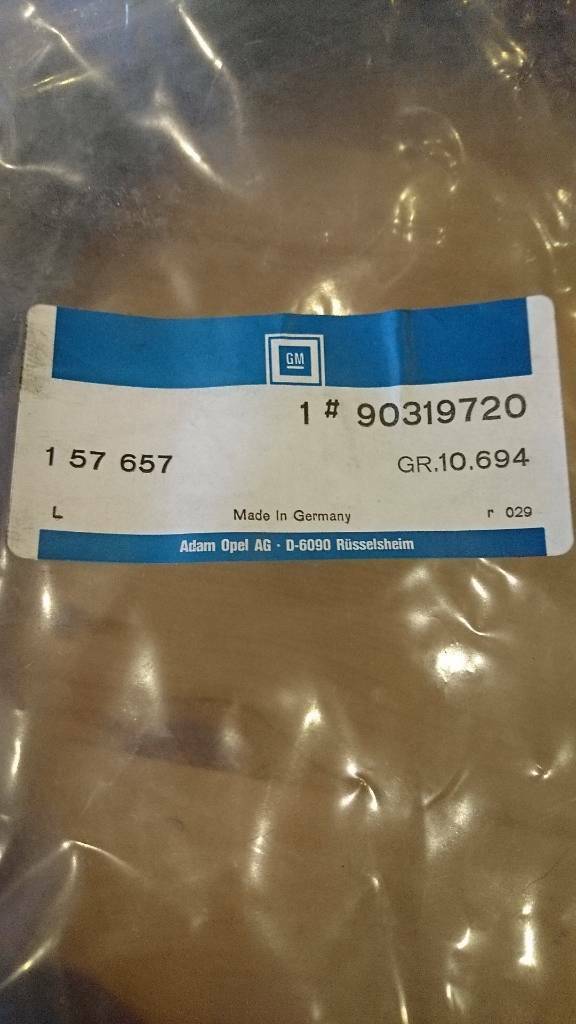 GM
1 # 90319720
1 57 657 GR.10.694
L Made In Germany r 029
Adam Opel AG · D-6090 Rüsselsheim